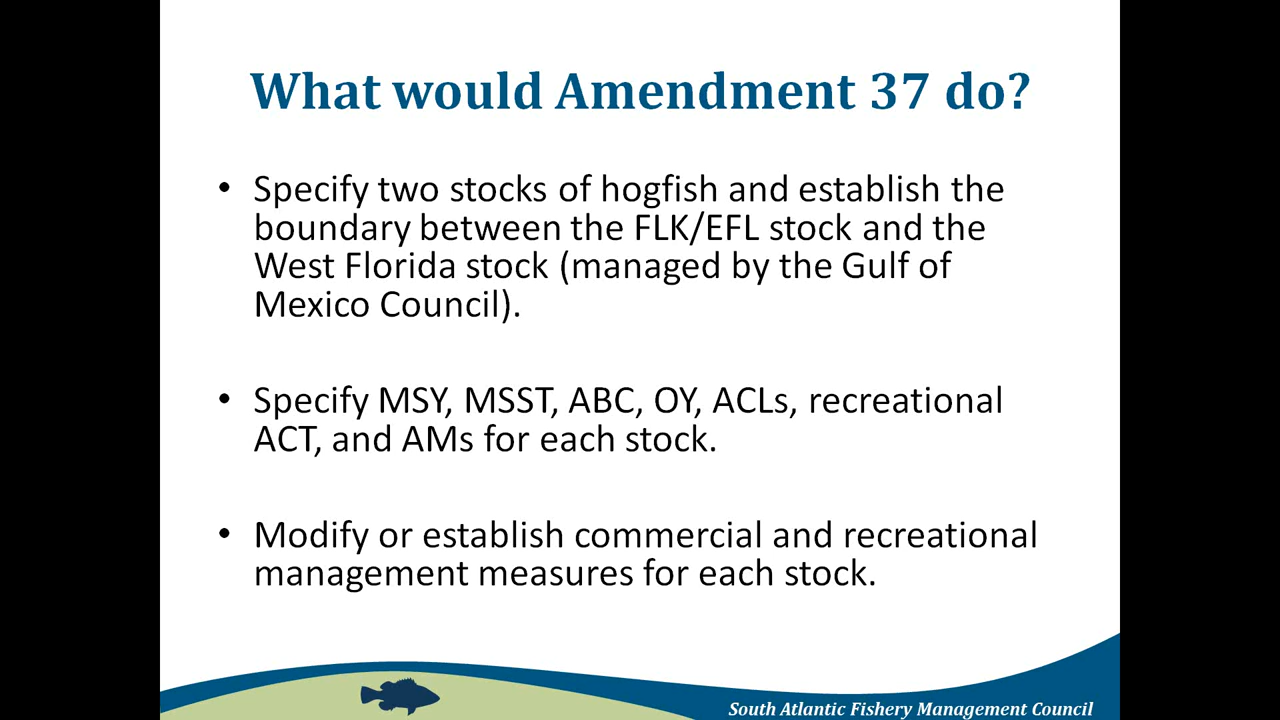 What would Amendment 37 do?
• Specify two stocks of hogfish and establish the
boundary between the FLK/EFL stock and the
West Florida stock (managed by the Gulf of
Mexico Council).
• Specify MSY, MSST, ABC, OY, ACLs, recreational
ACT, and AMs for each stock.
• Modify or establish commercial and recreational
management measures for each stock.
South Atlantic Fishery Management Council